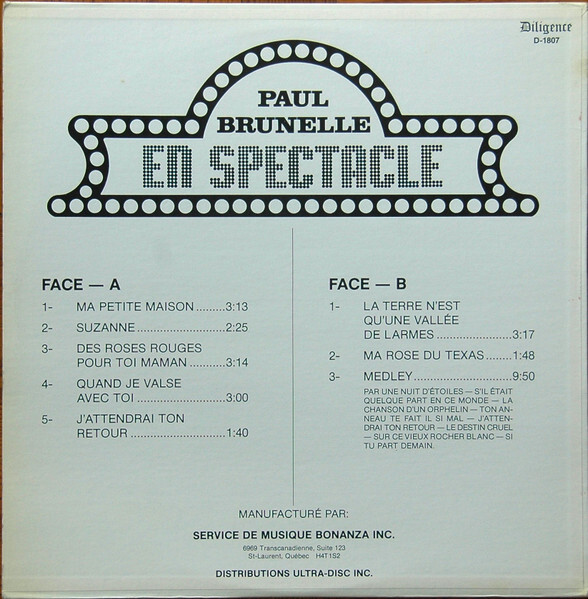 Diligence
D-1807
PAUL
BRUNELLE
EN SPECTACLE
FACE — A
1- MA PETITE MAISON.........3:13
2- SUZANNE.........................2:25
3- DES ROSES ROUGES
POUR TOI MAMAN..........3:14
4- QUAND JE VALSE
AVEC TOI.........................3:00
5- J'ATTENDRAI TON
RETOUR...........................1:40
FACE — B
1- LA TERRE N'EST
QU'UNE VALLÉE
DE LARMES......................3:17
2- MA ROSE DU TEXAS........1:48
3- MEDLEY............................9:50
PAR UNE NUIT D'ÉTOILES — S'IL ÉTAIT
QUELQUE PART EN CE MONDE — LA
CHANSON D'UN ORPHELIN — TON AN-
NEAU TE FAIT IL SI MAL — J'ATTEN-
DRAI TON RETOUR — LE DESTIN CRUEL
— SUR CE VIEUX ROCHER BLANC — SI
TU PART DEMAIN.
MANUFACTURÉ PAR:
SERVICE DE MUSIQUE BONANZA INC.
6969 Transcanadienne, Suite 123
St-Laurent, Québec H4T1S2
DISTRIBUTIONS ULTRA-DISC INC.